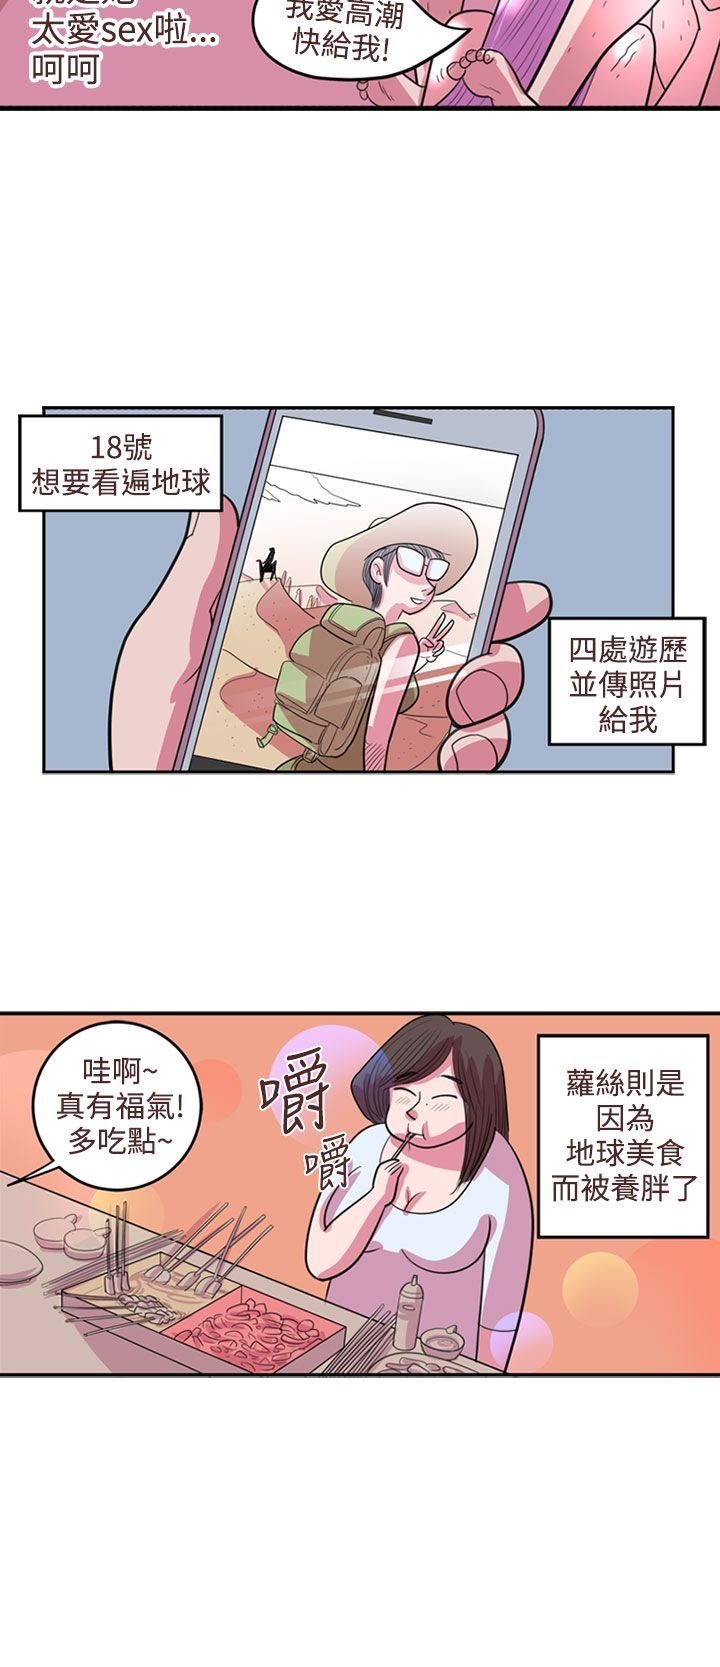 太愛sex啦...
呵呵
我愛高潮
快給我!
18號
想要看遍地球
四處遊歷
並傳照片
給我
哇啊~
真有福氣!
多吃點~
嚼
嚼
蘿絲則是
因為
地球美食
而被養胖了